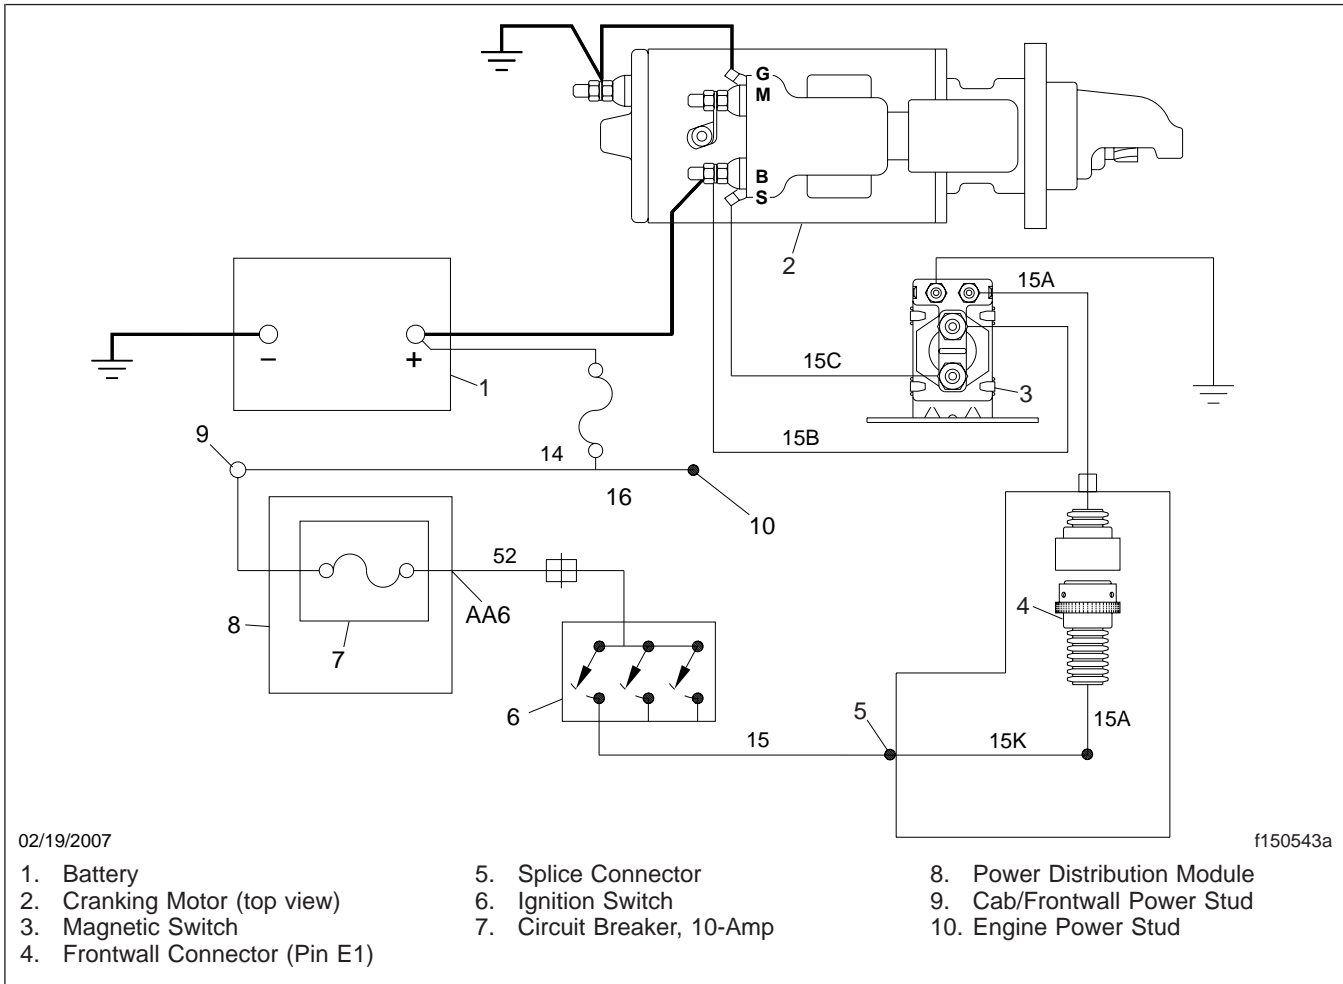 G
M
B
S
2
15A
−
+
1
15C
3
15B
9
14
16
10
52
AA6
8
7
4
6
5
15
15K
15A
02/19/2007
f150543a
1. Battery
2. Cranking Motor (top view)
3. Magnetic Switch
4. Frontwall Connector (Pin E1)
5. Splice Connector
6. Ignition Switch
7. Circuit Breaker, 10-Amp
8. Power Distribution Module
9. Cab/Frontwall Power Stud
10. Engine Power Stud